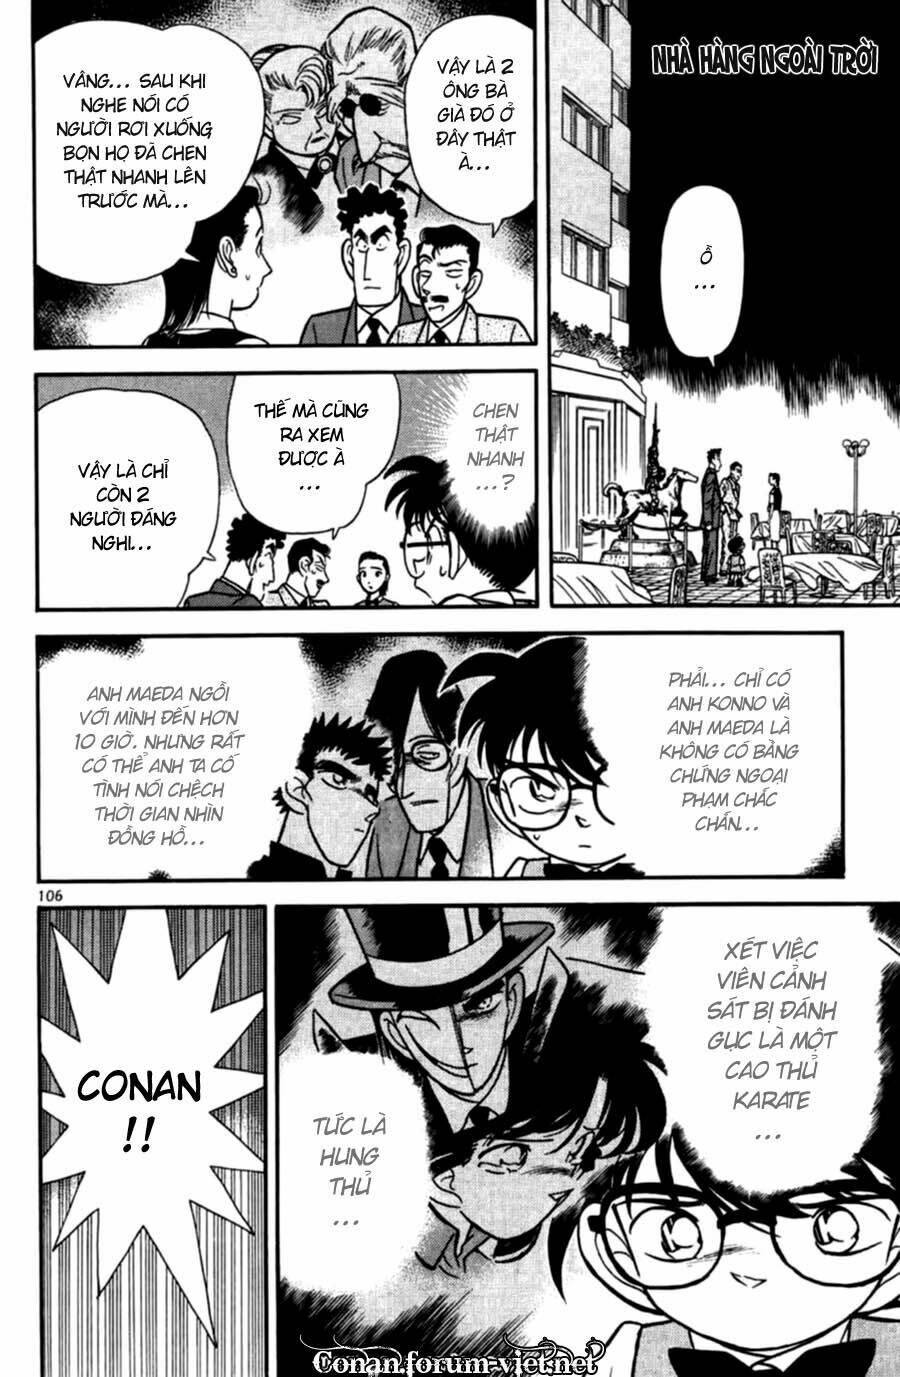 NHÀ HÀNG NGOÀI TRỜI
Ồ
...
VẬY LÀ 2
ÔNG BÀ
GIÀ ĐÓ Ở
ĐÂY THẬT
À...
VÂNG... SAU KHI
NGHE NÓI CÓ
NGƯỜI RƠI XUỐNG
BỌN HỌ ĐÃ CHEN
THẬT NHANH LÊN
TRƯỚC MÀ...
CHEN
THẬT
NHANH
...?
THẾ MÀ CŨNG
RA XEM
ĐƯỢC À
...
VẬY LÀ CHỈ
CÒN 2
NGƯỜI ĐÁNG
NGHI...
PHẢI... CHỈ CÓ
ANH KONNO VÀ
ANH MAEDA LÀ
KHÔNG CÓ BẰNG
CHỨNG NGOẠI
PHẠM CHẮC
CHẮN...
ANH MAEDA NGỒI
VỚI MÌNH ĐẾN HƠN
10 GIỜ. NHƯNG RẤT
CÓ THỂ ANH TA CỐ
TÌNH NÓI CHỆCH
THỜI GIAN NHÌN
ĐỒNG HỒ...
106
XÉT VIỆC
VIÊN CẢNH
SÁT BỊ ĐÁNH
GỤC LÀ MỘT
CAO THỦ
KARATE
...
TỨC LÀ
HUNG
THỦ
...
CONAN
!!
Conan.forum-viet.net